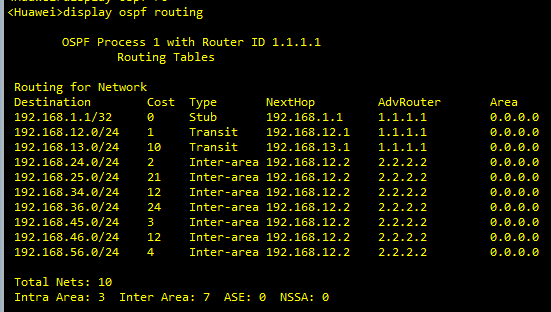 <Huawei>display ospf routing
OSPF Process 1 with Router ID 1.1.1.1
Routing Tables
Routing for Network
Destination Cost Type NextHop AdvRouter Area
192.168.1.1/32 0 Stub 192.168.1.1 1.1.1.1 0.0.0.0
192.168.12.0/24 1 Transit 192.168.12.1 1.1.1.1 0.0.0.0
192.168.13.0/24 10 Transit 192.168.13.1 1.1.1.1 0.0.0.0
192.168.24.0/24 2 Inter-area 192.168.12.2 2.2.2.2 0.0.0.0
192.168.25.0/24 21 Inter-area 192.168.12.2 2.2.2.2 0.0.0.0
192.168.34.0/24 12 Inter-area 192.168.12.2 2.2.2.2 0.0.0.0
192.168.36.0/24 24 Inter-area 192.168.12.2 2.2.2.2 0.0.0.0
192.168.45.0/24 3 Inter-area 192.168.12.2 2.2.2.2 0.0.0.0
192.168.46.0/24 12 Inter-area 192.168.12.2 2.2.2.2 0.0.0.0
192.168.56.0/24 4 Inter-area 192.168.12.2 2.2.2.2 0.0.0.0
Total Nets: 10
Intra Area: 3 Inter Area: 7 ASE: 0 NSSA: 0